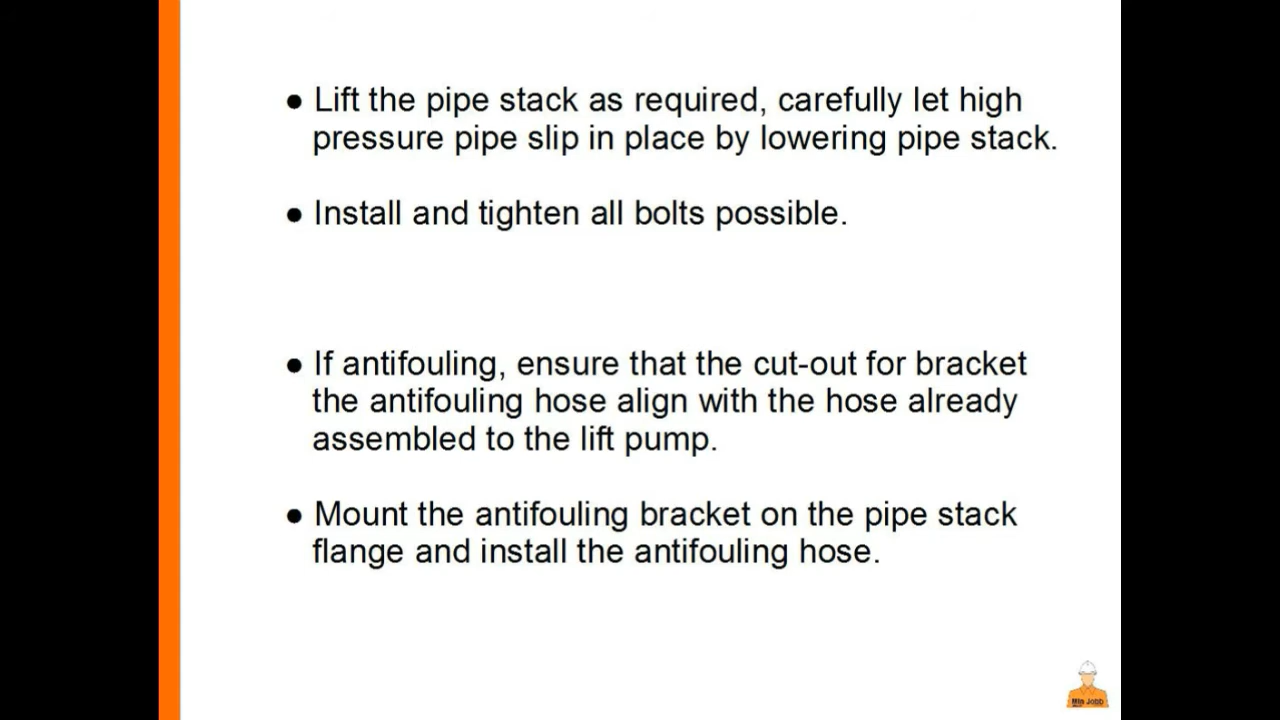 ● Lift the pipe stack as required, carefully let high
pressure pipe slip in place by lowering pipe stack.
● Install and tighten all bolts possible.
● If antifouling, ensure that the cut-out for bracket
the antifouling hose align with the hose already
assembled to the lift pump.
● Mount the antifouling bracket on the pipe stack
flange and install the antifouling hose.
Min Jobb